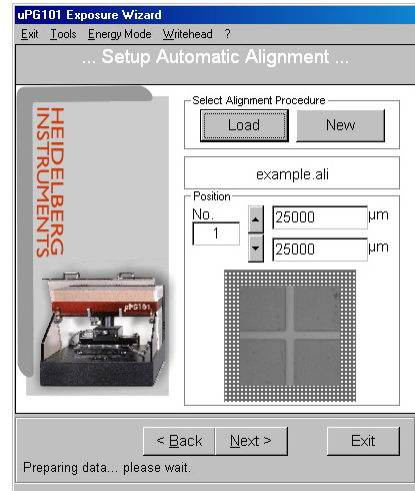 uPG101 Exposure Wizard
Exit Tools Energy Mode Writehead ?
... Setup Automatic Alignment ...
HEIDELBERG
INSTRUMENTS
uPG101
Select Alignment Procedure
Load New
example.ali
Position
No.
1
25000 µm
25000 µm
< Back Next > Exit
Preparing data... please wait.